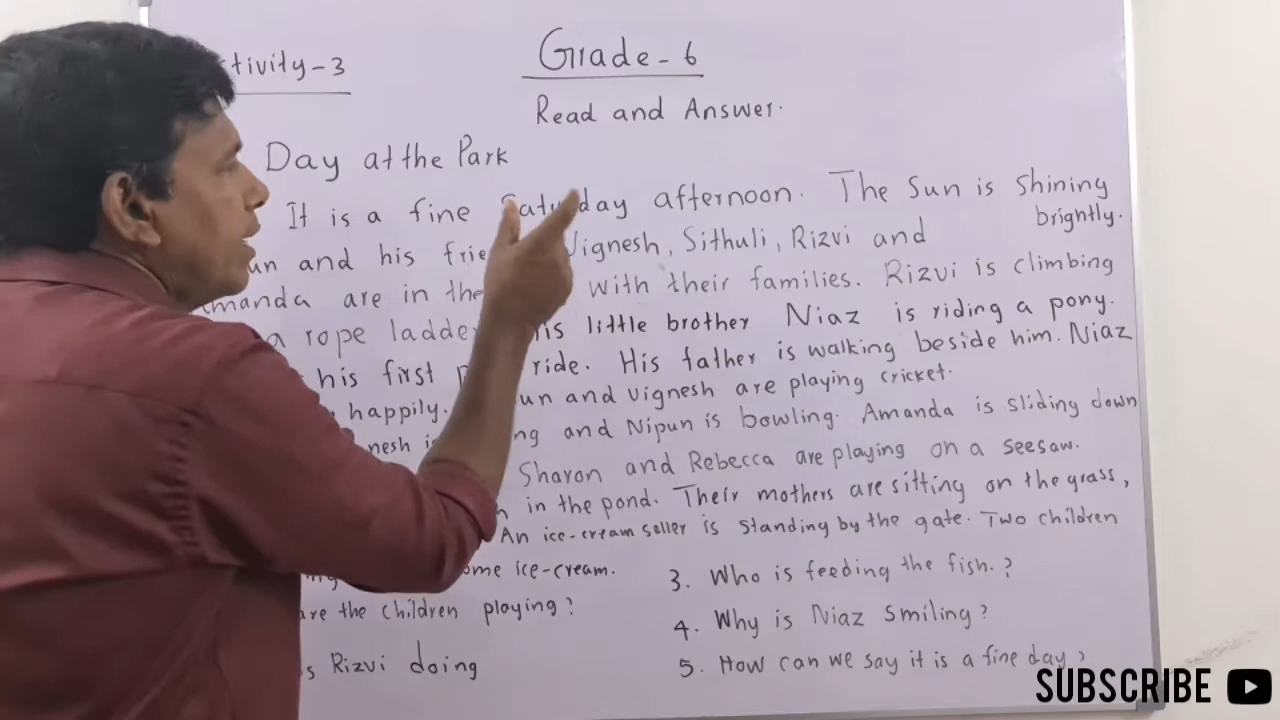 tivity-3
Grade-6
Read and Answer.
Day at the Park
It is a fine Saturday afternoon. The Sun is shining
brightly.
un and his Vignesh, Sithuli, Rizvi and
manda are in the with their families. Rizvi is climbing
a rope ladder is little brother Niaz is riding a pony.
his first ride. His father is walking beside him. Niaz
happily. un and Vignesh are playing cricket.
nesh ng and Nipun is bowling. Amanda is sliding down
Sharon and Rebecca are playing on a seesaw.
in the pond. Their mothers are sitting on the grass,
An ice-cream seller is standing by the gate. Two children
ome ice-cream.
are the children playing?
s Rizvi doing
3. Who is feeding the fish.?
4. Why is Niaz smiling?
5. How can we say it is a fine day?
SUBSCRIBE